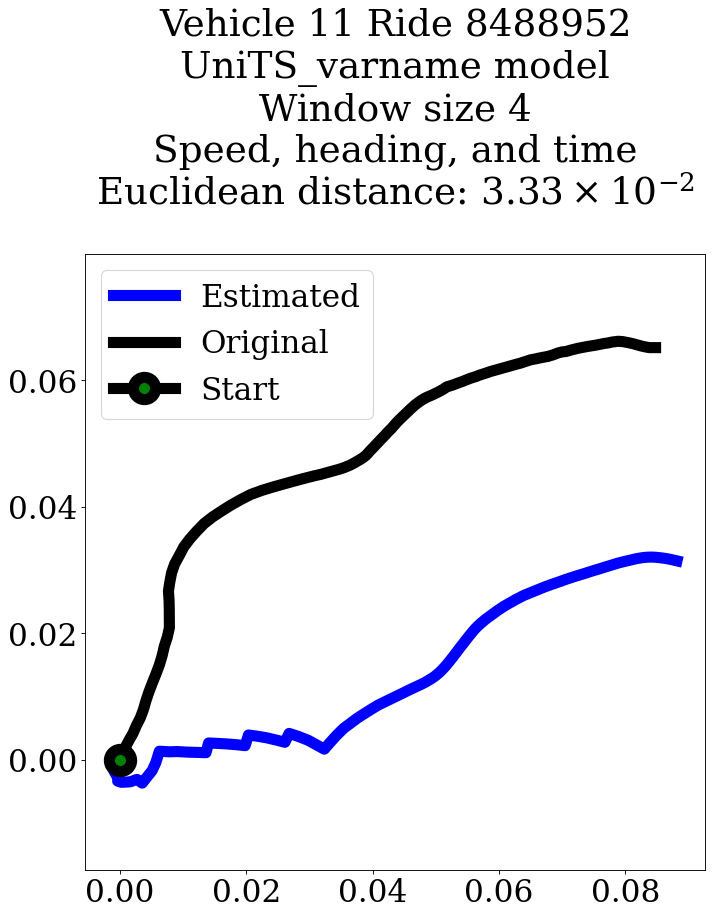 Vehicle 11 Ride 8488952
UniTS_varname model
Window size 4
Speed, heading, and time
Euclidean distance: 3.33 × 10⁻²
Estimated
Original
Start
0.06
0.04
0.02
0.00
0.00 0.02 0.04 0.06 0.08